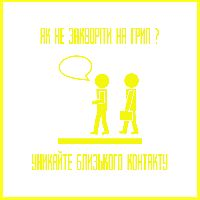 ЯК НЕ ЗАХВОРІТИ НА ГРИП ?
УНИКАЙТЕ БЛИЗЬКОГО КОНТАКТУ